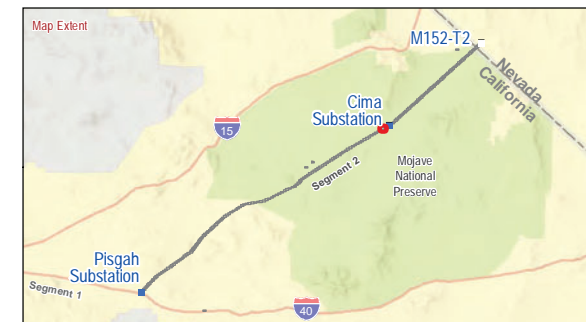 Map Extent
M152-T2
Nevada
California
Cima
Substation
15
Segment 2
Mojave
National
Preserve
Pisgah
Substation
Segment 1
40